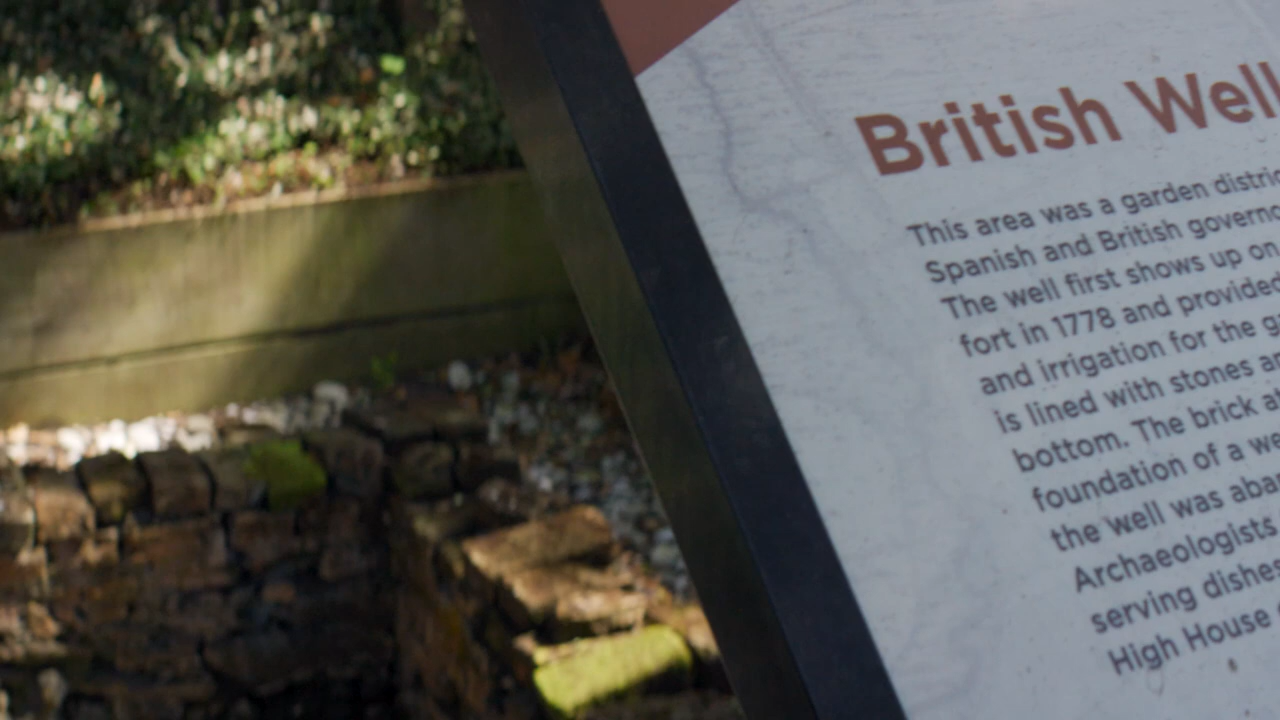 British Well
This area was a garden distric
Spanish and British governo
The well first shows up on
fort in 1778 and provided
and irrigation for the g
is lined with stones a
bottom. The brick a
foundation of a we
the well was aba
Archaeologists
serving dishes
High House